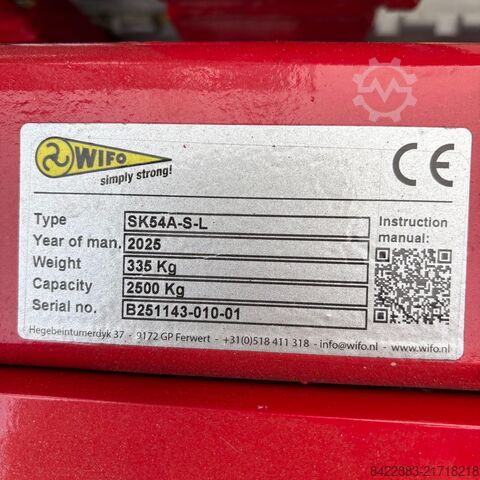 WIFO
simply strong!
CE
Type SK54A-S-L
Year of man. 2025
Weight 335 Kg
Capacity 2500 Kg
Serial no. B251143-010-01
Instruction
manual:
Hegebeintumerdyk 37 - 9172 GP Ferwert - +31(0)518 411 318 - info@wifo.nl - www.wifo.nl
8422983-21718218